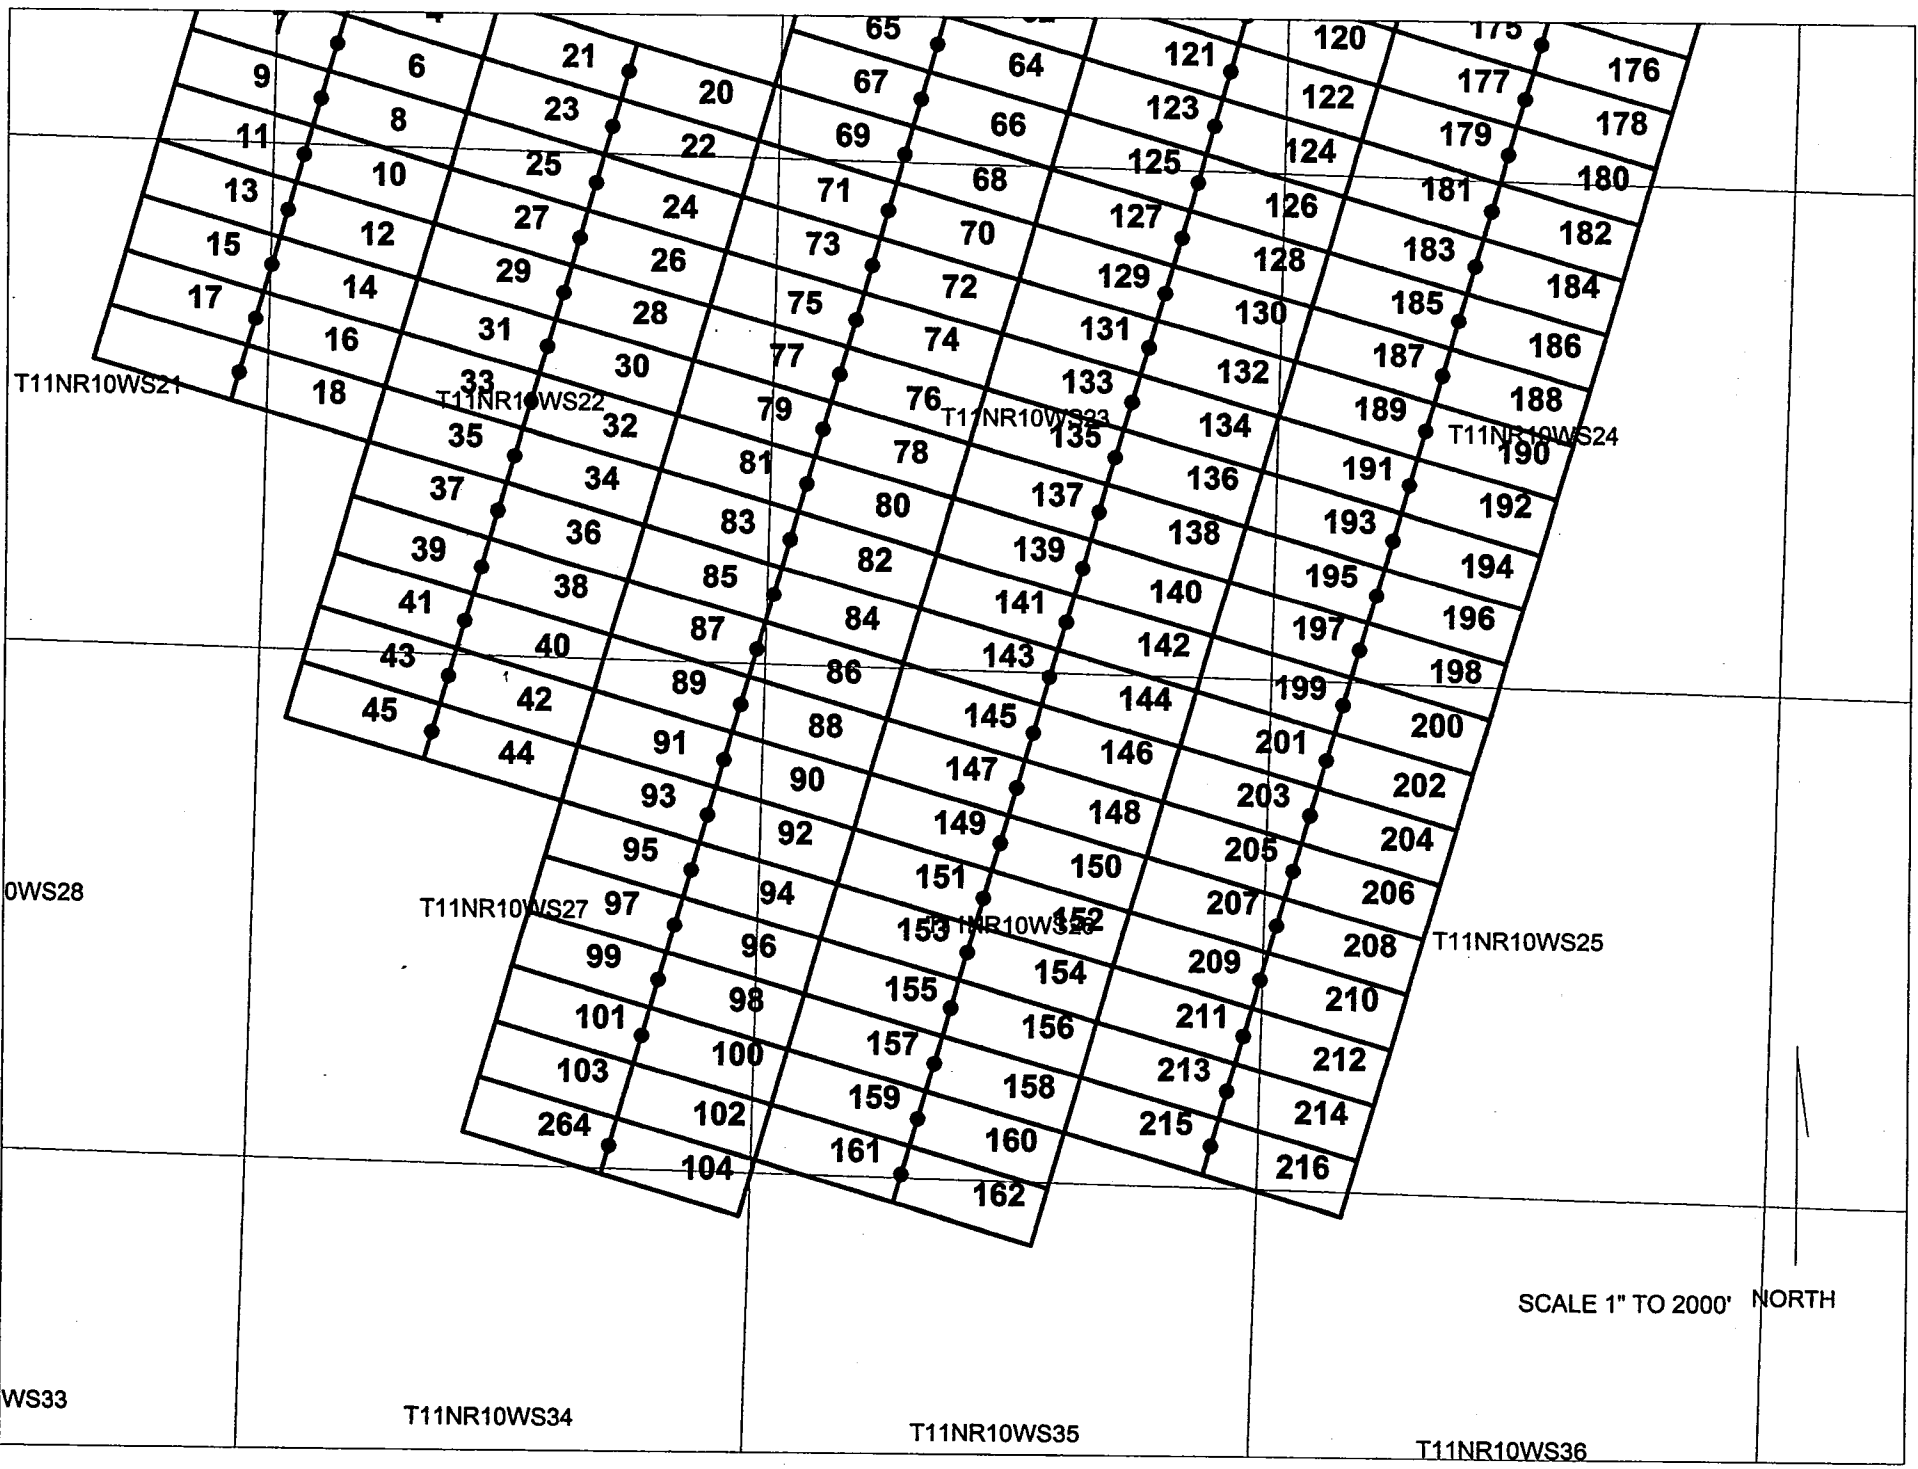 7 4 65 62 175
21 64 121 120 176
9 6 20 67 177
23 66 123 122 178
11 8 22 69 179
25 68 125 124 180
13 10 24 71 181
27 70 127 126 182
15 12 26 73 183
29 72 129 128 184
17 14 28 75 185
31 74 131 130 186
16 30 77 187
T11NR10WS21 18 33 T11NR10WS22 76 T11NR10WS23 133 132 188
32 79 135 134 189 T11NR10WS24 190
35 34 81 78 136 191 192
37 36 83 80 137 138 193
39 38 85 82 139 140 195 194
41 40 87 84 141 142 197 196
43 42 89 86 143 144 199 198
45 44 91 88 145 146 201 200
93 90 147 148 203 202
95 92 149 150 205 204
0WS28 T11NR10WS27 97 94 151 152 207 206
153 T11NR10WS26
99 96 155 154 209 208 T11NR10WS25
101 98 157 156 211 210
103 100 159 158 213 212
264 102 161 160 215 214
104 162 216
SCALE 1" TO 2000' NORTH
WS33 T11NR10WS34 T11NR10WS35 T11NR10WS36